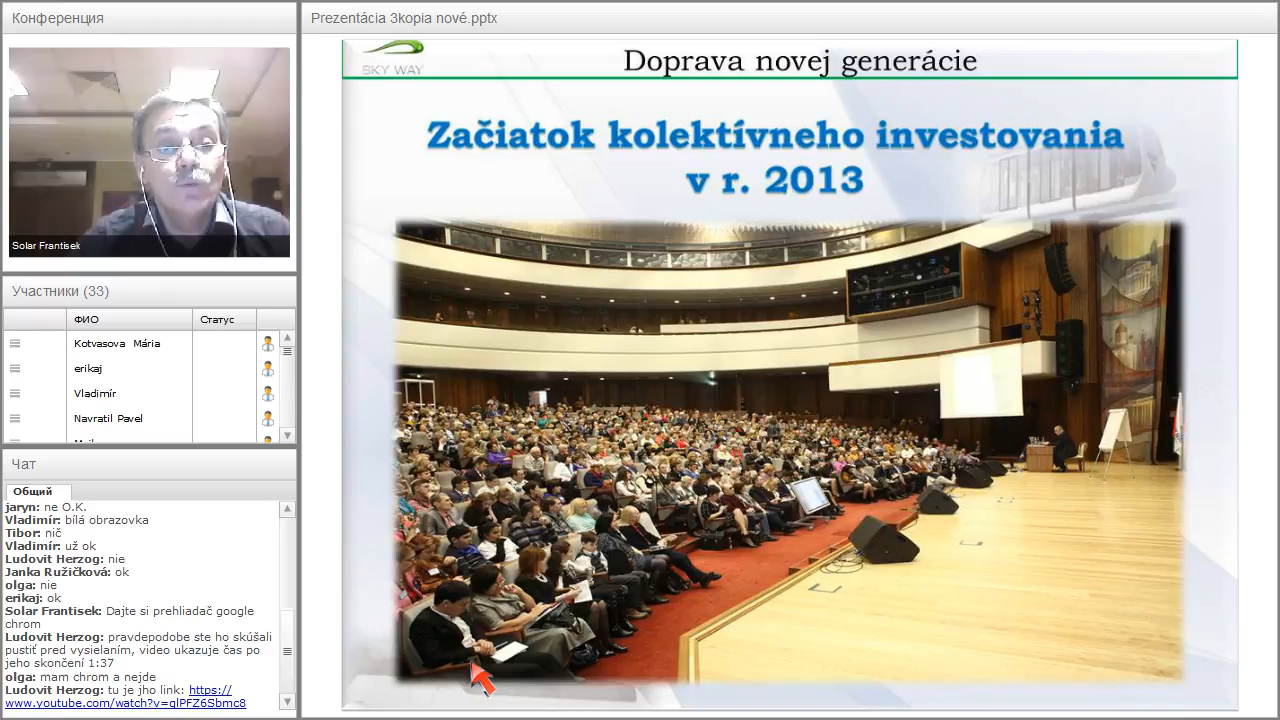 Конференция
Solar Frantisek
Участники (33)
ФИО
Статус
Kotvasova Mária
erikaj
Vladimír
Navratil Pavel
Чат
Общий
jaryn: ne O.K.
Vladimír: bílá obrazovka
Tibor: nič
Vladimír: už ok
Ludovit Herzog: nie
Janka Ružičková: ok
olga: nie
erikaj: ok
Solar Frantisek: Dajte si prehliadač google
chrom
Ludovit Herzog: pravdepodobe ste ho skúšali
pustiť pred vysielaním, video ukazuje čas po
jeho skončení 1:37
olga: mam chrom a nejde
Ludovit Herzog: tu je jho link: https://
www.youtube.com/watch?v=qlPFZ6Sbmc8
Prezentácia 3kopia nové.pptx
SKY WAY
Doprava novej generácie
Začiatok kolektívneho investovania
v r. 2013